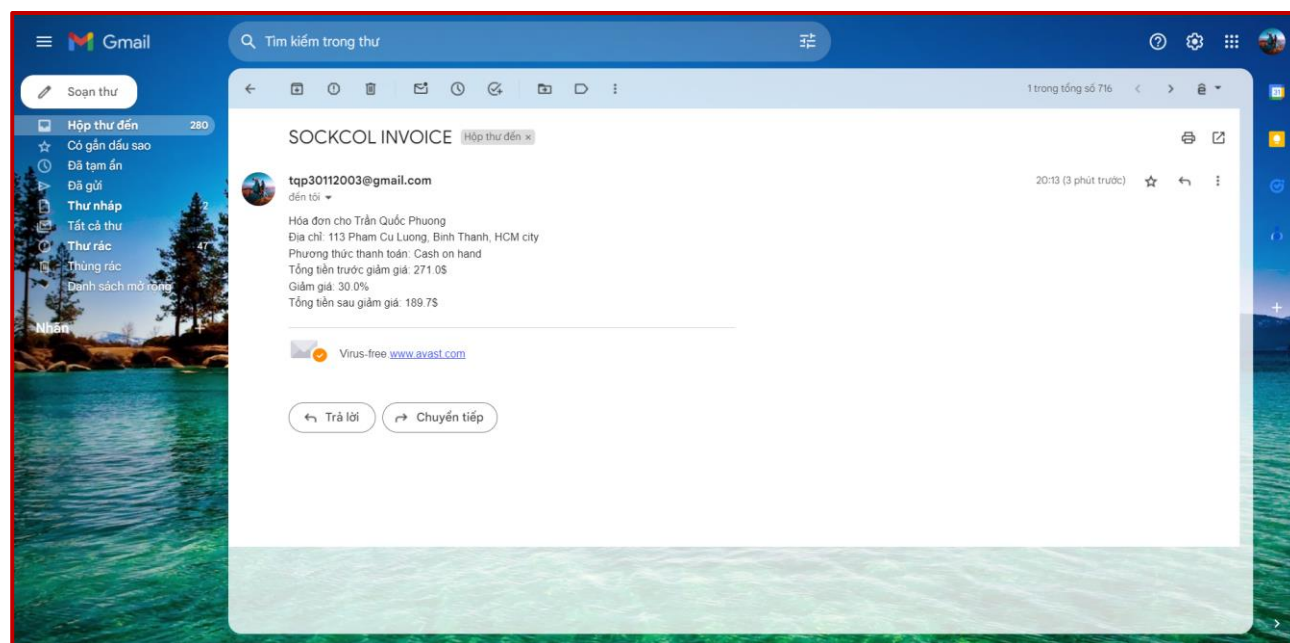 Gmail
Tìm kiếm trong thư
Soạn thư
1 trong tổng số 716
31
Hộp thư đến 280
Có gắn dấu sao
Đã tạm ẩn
Đã gửi
Thư nháp 2
Tất cả thư
Thư rác 47
Thùng rác
Danh sách mở rộng
Nhãn
SOCKCOL INVOICE Hộp thư đến ×
tqp30112003@gmail.com 20:13 (3 phút trước)
đến tôi
Hóa đơn cho Trần Quốc Phuong
Địa chỉ: 113 Pham Cu Luong, Binh Thanh, HCM city
Phương thức thanh toán: Cash on hand
Tổng tiền trước giảm giá: 271.0$
Giảm giá: 30.0%
Tổng tiền sau giảm giá: 189.7$
Virus-free.www.avast.com
Trả lời
Chuyển tiếp